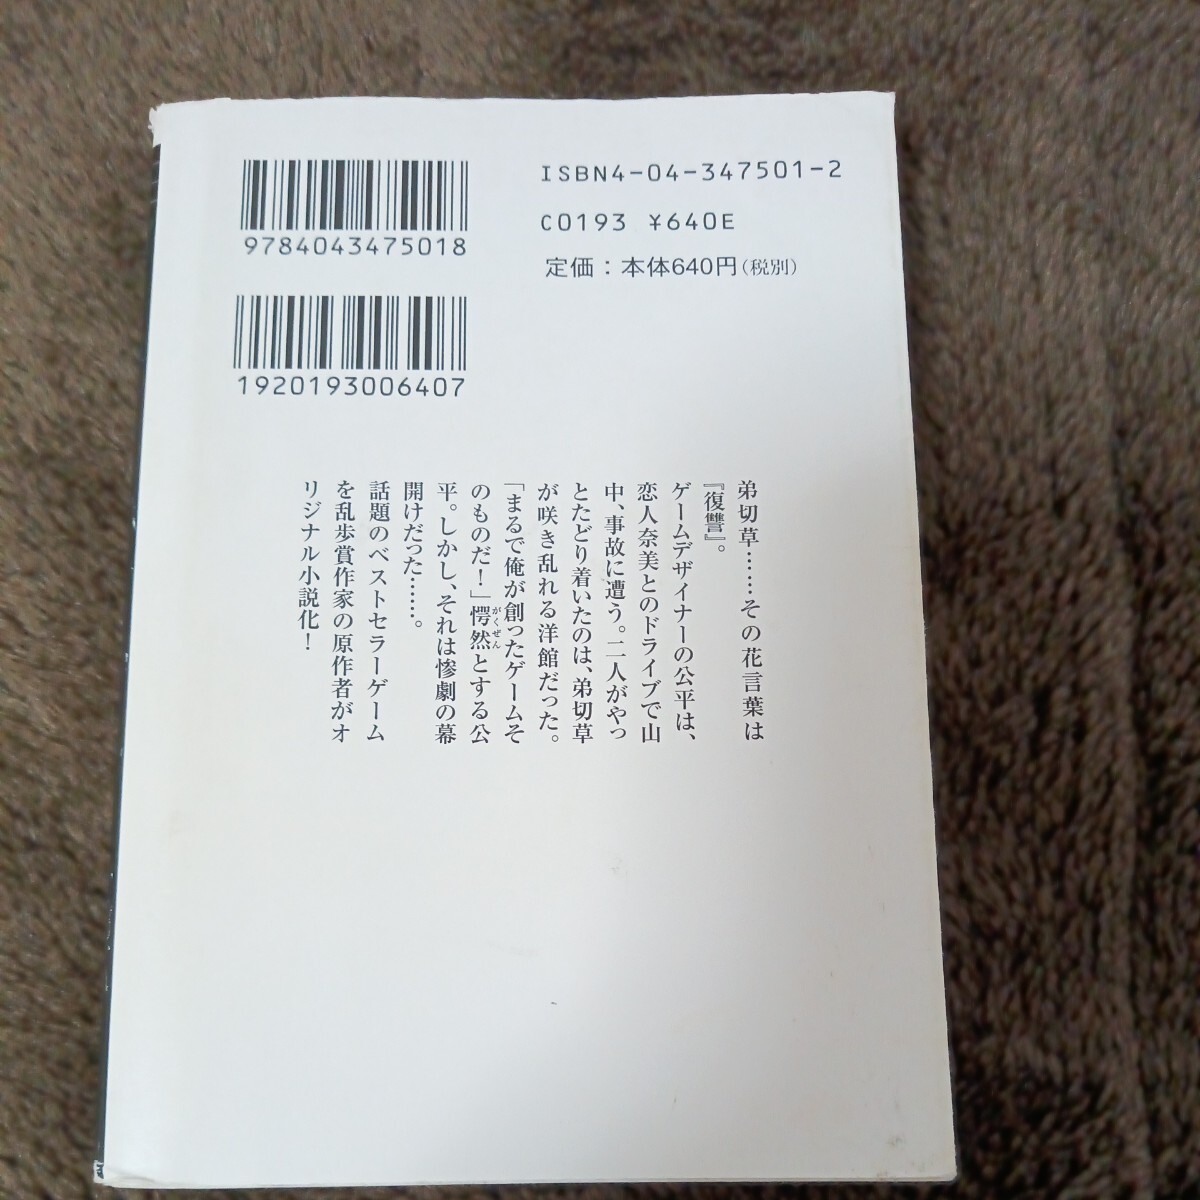 ISBN4-04-347501-2
C0193 ¥640E
定価：本体640円（税別）
9784043475018
1920193006407
弟切草……その花言葉は
『復讐』。
ゲームデザイナーの公平は、
恋人奈美とのドライブで山
中、事故に遭う。二人がやっ
とたどり着いたのは、弟切草
が咲き乱れる洋館だった。
「まるで俺が創ったゲームそ
のものだ！」愕然とする公
がくぜん
平。しかし、それは惨劇の幕
開けだった……。
話題のベストセラーゲーム
を乱歩賞作家の原作者がオ
リジナル小説化！